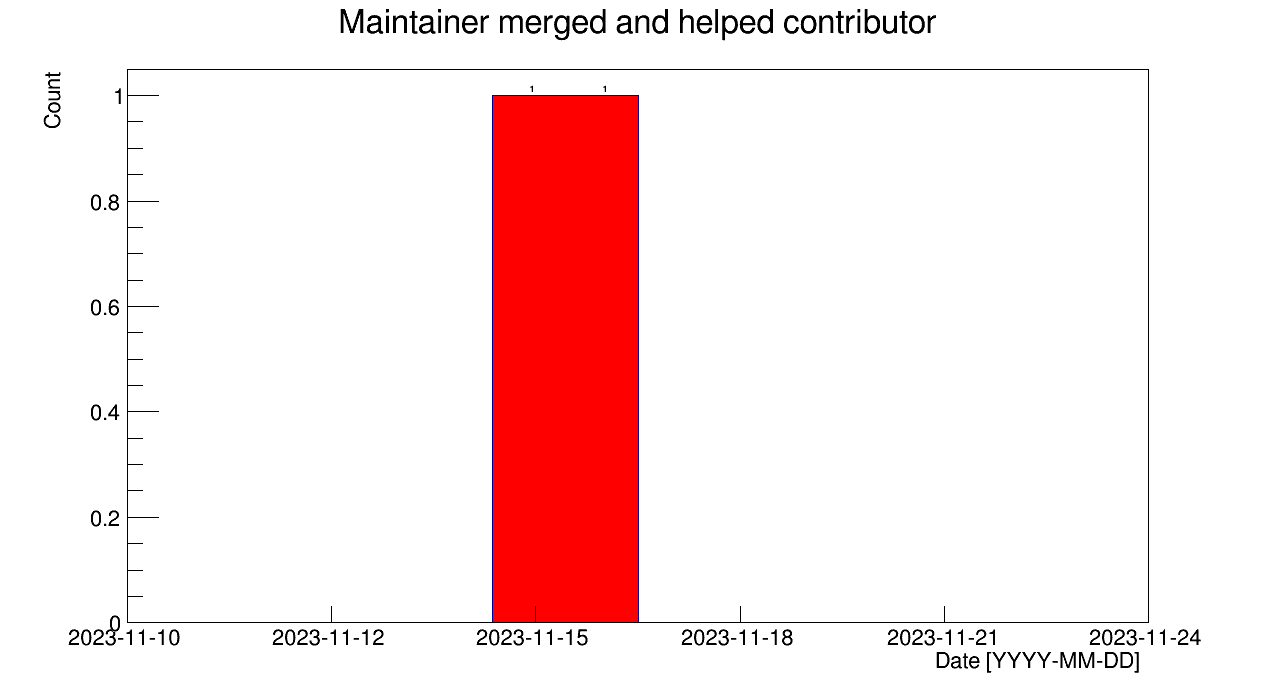 Maintainer merged and helped contributor
Count
1
0.8
0.6
0.4
0.2
0
1 1
2023-11-10 2023-11-12 2023-11-15 2023-11-18 2023-11-21 2023-11-24
Date [YYYY-MM-DD]